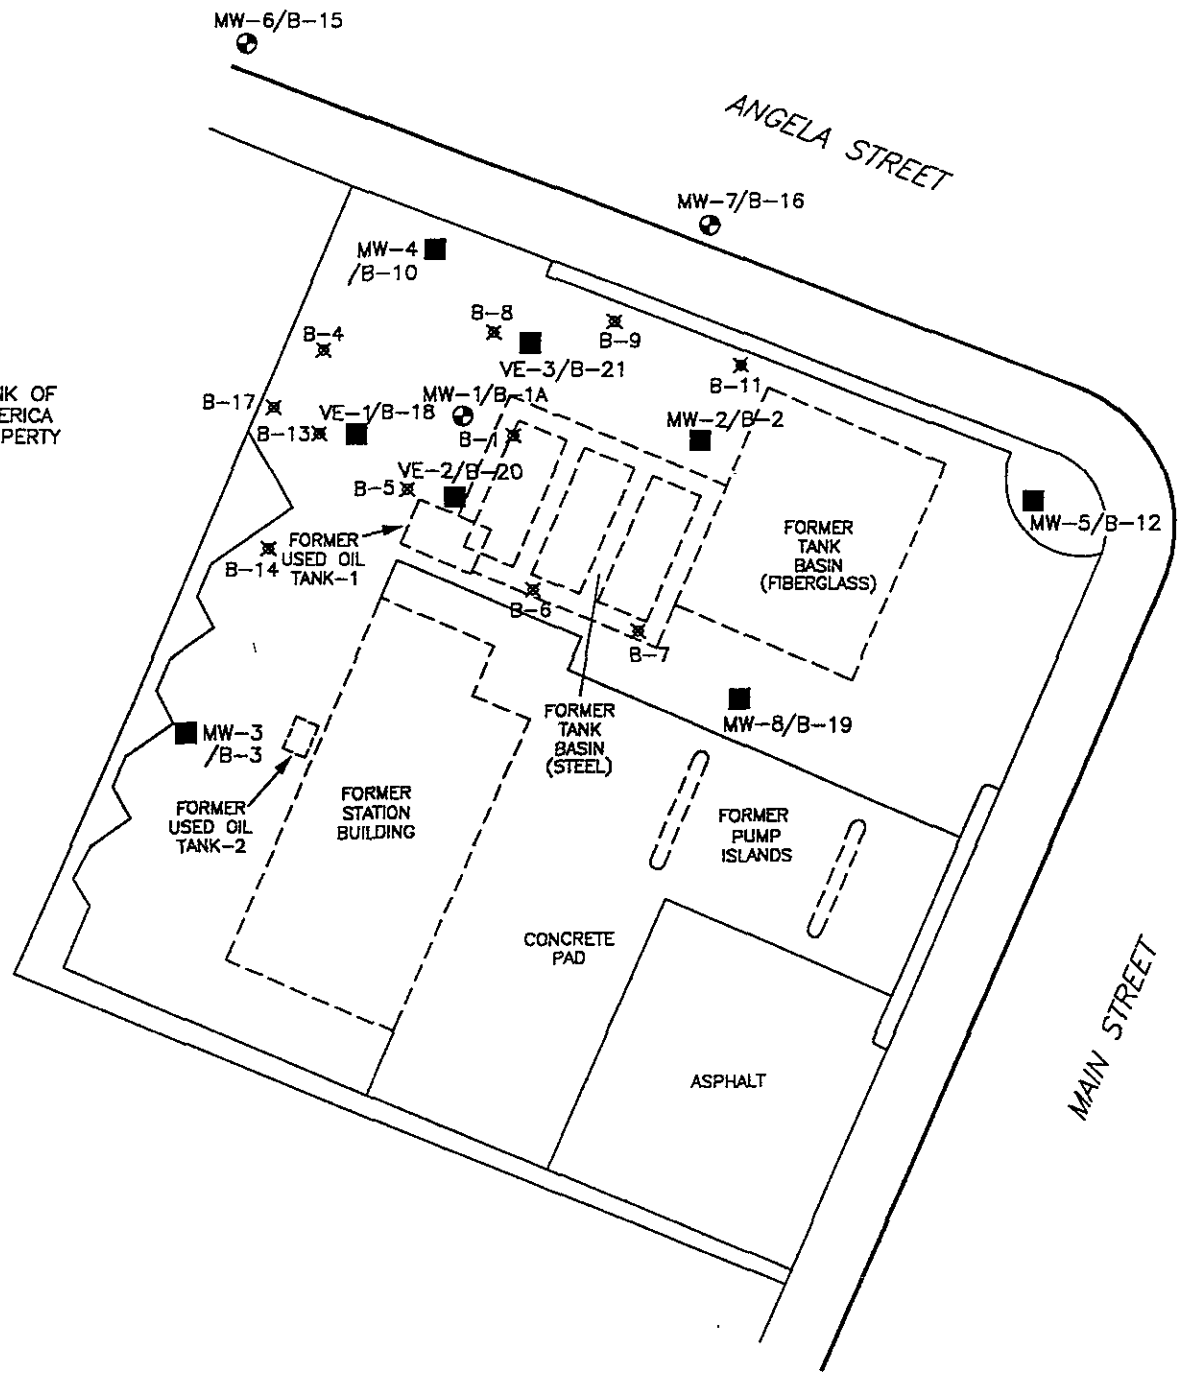 MW-6/B-15
ANGELA STREET
MW-7/B-16
MW-4
/B-10
B-8
B-9
B-4
VE-3/B-21
B-11
B-17
MW-1/B-1A
VE-1/B-18
MW-2/B-2
B-13
B-1
PERTY
VE-2/B-20
B-5
MW-5/B-12
FORMER
TANK
BASIN
(FIBERGLASS)
FORMER
USED OIL
TANK-1
B-14
B-6
B-7
FORMER
TANK
BASIN
(STEEL)
MW-8/B-19
MW-3
/B-3
FORMER
USED OIL
TANK-2
FORMER
STATION
BUILDING
FORMER
PUMP
ISLANDS
CONCRETE
PAD
MAIN STREET
ASPHALT
NK OF
ERICA